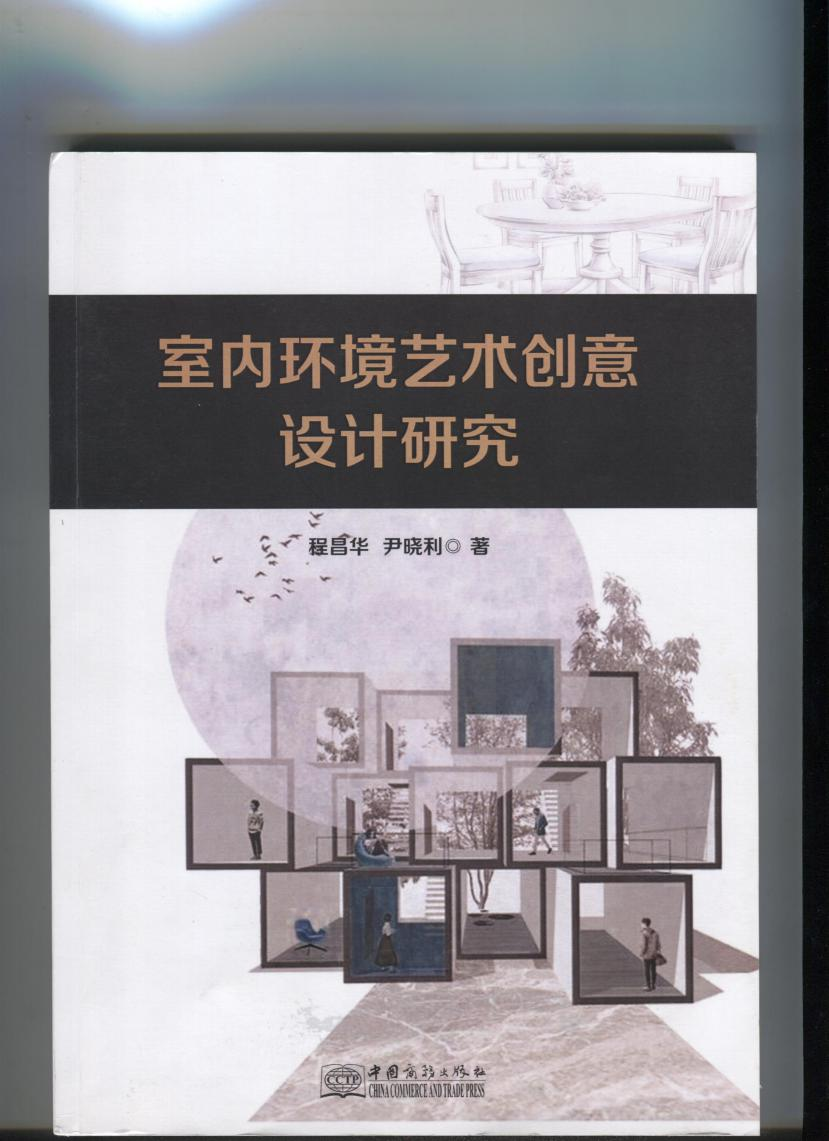 室内环境艺术创意
设计研究
程昌华 尹晓利◎ 著
CCTP
中国商务出版社
CHINA COMMERCE AND TRADE PRESS